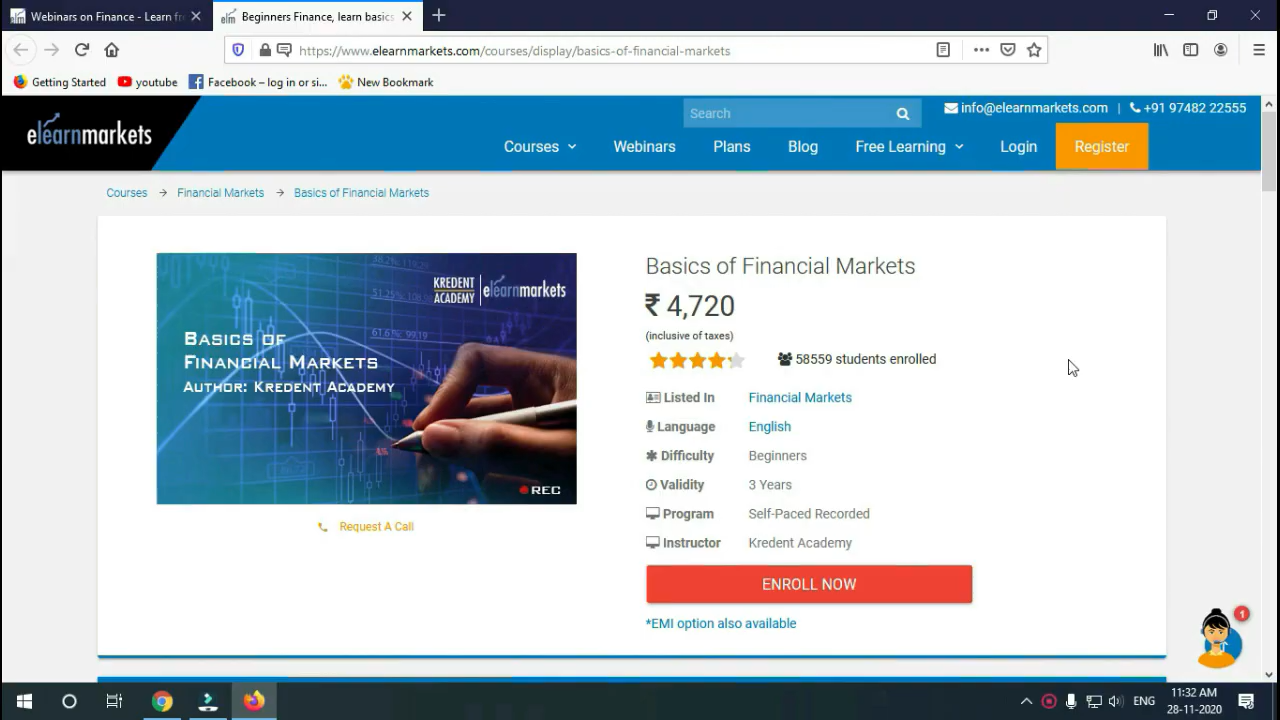 Webinars on Finance - Learn fr
Beginners Finance, learn basics
https://www.elearnmarkets.com/courses/display/basics-of-financial-markets
Getting Started
youtube
Facebook – log in or si...
New Bookmark
elearnmarkets
Search
info@elearnmarkets.com | +91 97482 22555
Courses
Webinars
Plans
Blog
Free Learning
Login
Register
Courses → Financial Markets → Basics of Financial Markets
KREDENT ACADEMY | elearnmarkets
Basics of
Financial Markets
Author: Kredent Academy
REC
Request A Call
Basics of Financial Markets
₹ 4,720
(inclusive of taxes)
58559 students enrolled
Listed In Financial Markets
Language English
Difficulty Beginners
Validity 3 Years
Program Self-Paced Recorded
Instructor Kredent Academy
ENROLL NOW
*EMI option also available
1
ENG
11:32 AM
28-11-2020